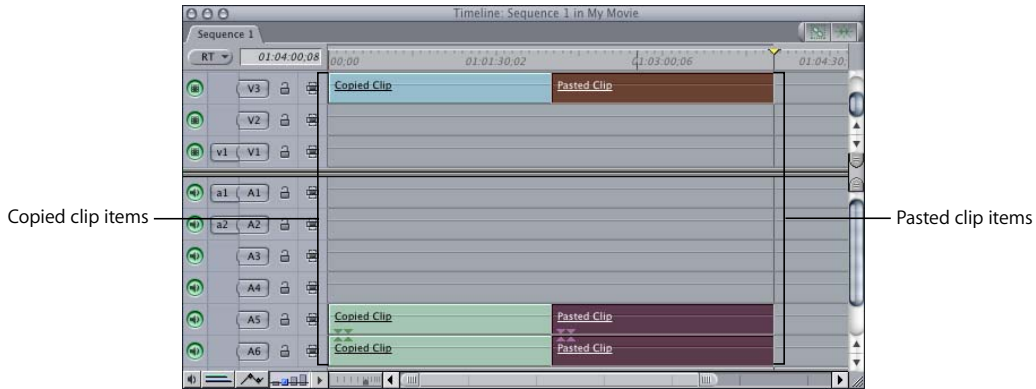 Timeline: Sequence 1 in My Movie
Sequence 1
RT 01:04:00;08 00;00 01:01:30;02 01:03:00;06 01:04:30;
V3 Copied Clip Pasted Clip
V2
v1 V1
a1 A1
Copied clip items a2 A2 Pasted clip items
A3
A4
A5 Copied Clip Pasted Clip
A6 Copied Clip Pasted Clip